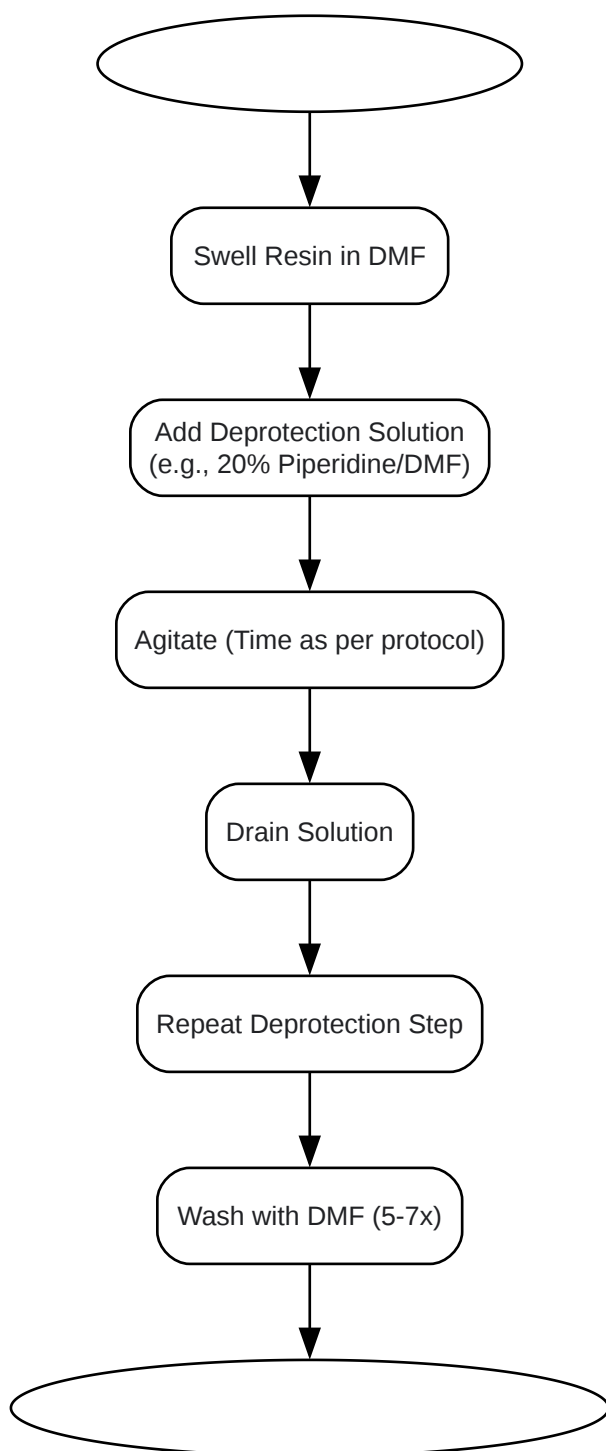 Swell Resin in DMF
Add Deprotection Solution
(e.g., 20% Piperidine/DMF)
Agitate (Time as per protocol)
Drain Solution
Repeat Deprotection Step
Wash with DMF (5-7x)